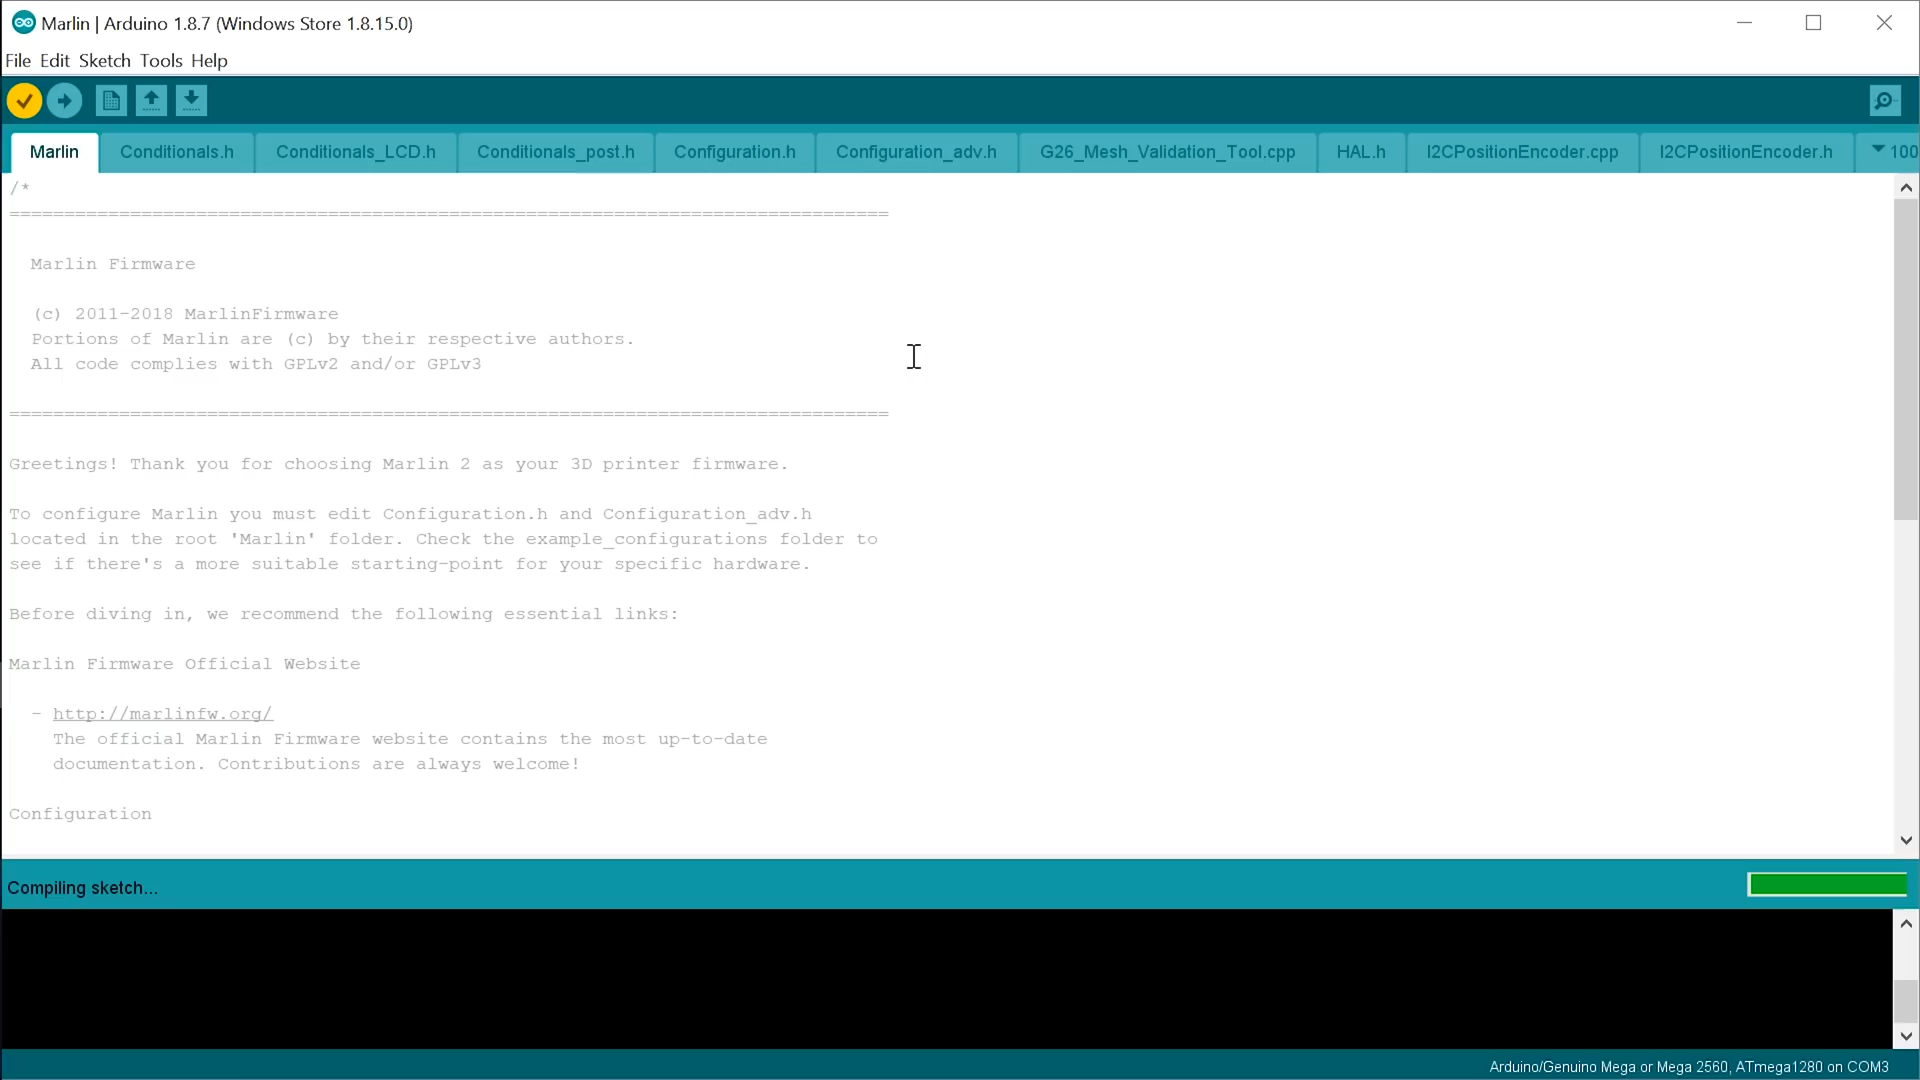 Marlin | Arduino 1.8.7 (Windows Store 1.8.15.0)
File Edit Sketch Tools Help
Marlin Conditionals.h Conditionals_LCD.h Conditionals_post.h Configuration.h Configuration_adv.h G26_Mesh_Validation_Tool.cpp HAL.h I2CPositionEncoder.cpp I2CPositionEncoder.h 100
/*
================================================================================
Marlin Firmware
(c) 2011-2018 MarlinFirmware
Portions of Marlin are (c) by their respective authors.
All code complies with GPLv2 and/or GPLv3
================================================================================
Greetings! Thank you for choosing Marlin 2 as your 3D printer firmware.
To configure Marlin you must edit Configuration.h and Configuration_adv.h
located in the root 'Marlin' folder. Check the example_configurations folder to
see if there's a more suitable starting-point for your specific hardware.
Before diving in, we recommend the following essential links:
Marlin Firmware Official Website
- http://marlinfw.org/
The official Marlin Firmware website contains the most up-to-date
documentation. Contributions are always welcome!
Configuration
Compiling sketch...
Arduino/Genuino Mega or Mega 2560, ATmega1280 on COM3